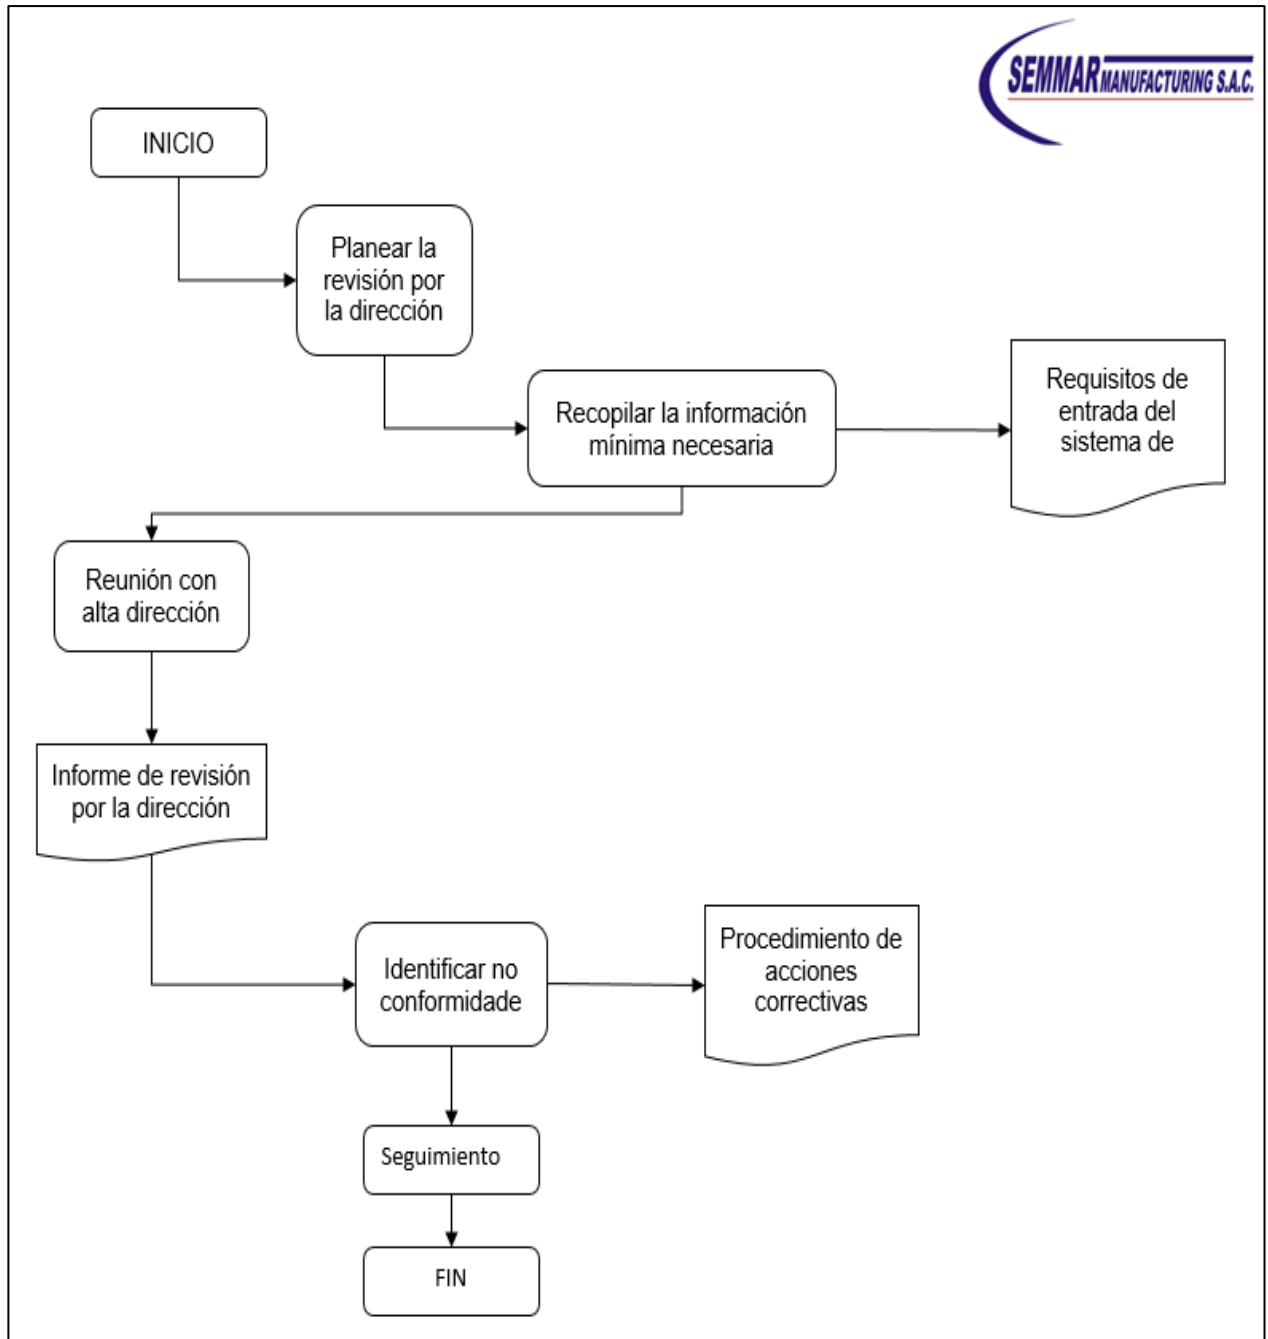 SEMMAR MANUFACTURING S.A.C.
INICIO
Planear la
revisión por
la dirección
Recopilar la información
mínima necesaria
Requisitos de
entrada del
sistema de
Reunión con
alta dirección
Informe de revisión
por la dirección
Identificar no
conformidade
Procedimiento de
acciones
correctivas
Seguimiento
FIN